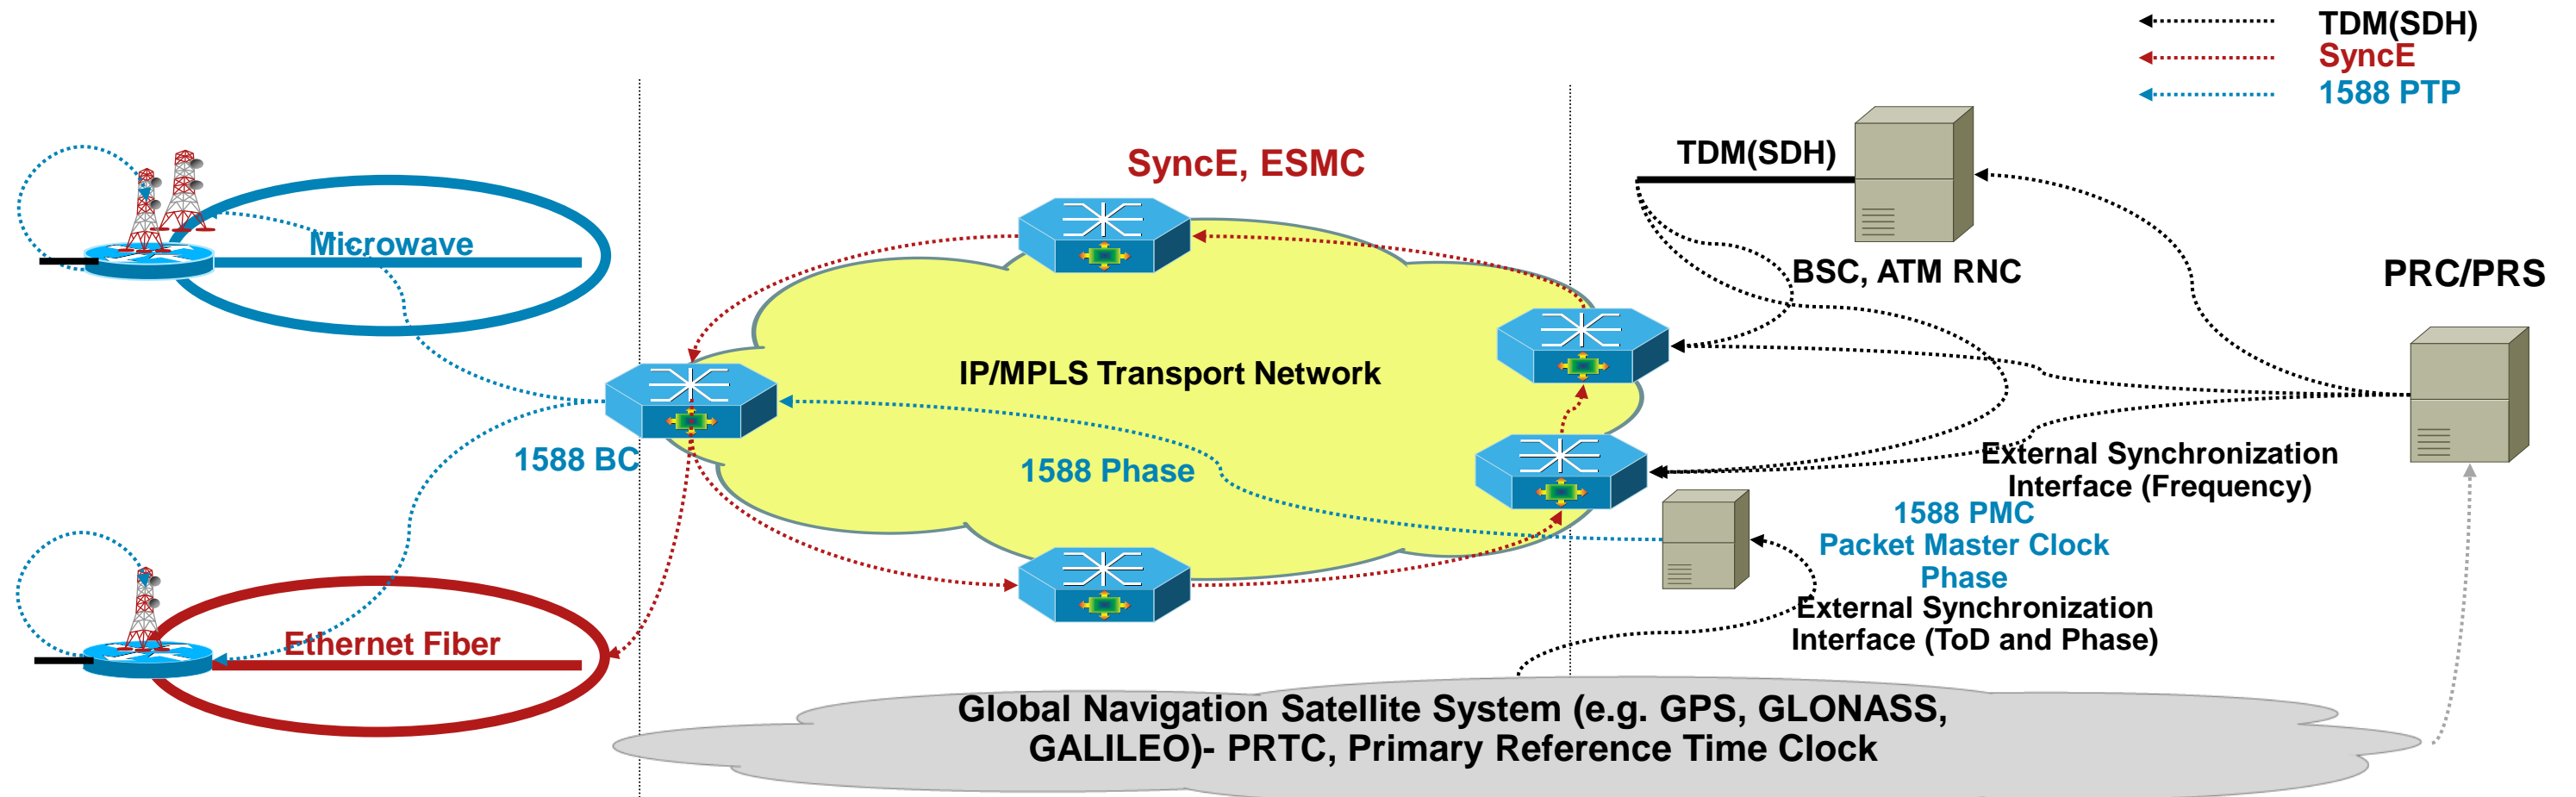 TDM(SDH)
SyncE
1588 PTP
SyncE, ESMC
TDM(SDH)
Microwave
BSC, ATM RNC
PRC/PRS
IP/MPLS Transport Network
1588 BC
1588 Phase
External Synchronization
Interface (Frequency)
1588 PMC
Packet Master Clock
Phase
External Synchronization
Interface (ToD and Phase)
Ethernet Fiber
Global Navigation Satellite System (e.g. GPS, GLONASS,
GALILEO)- PRTC, Primary Reference Time Clock